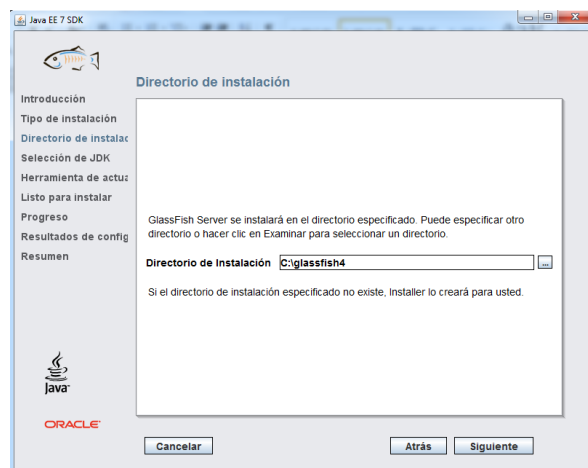 Java EE 7 SDK
Directorio de instalación
Introducción
Tipo de instalación
Directorio de instalac
Selección de JDK
Herramienta de actua
Listo para instalar
Progreso
Resultados de config
Resumen
GlassFish Server se instalará en el directorio especificado. Puede especificar otro
directorio o hacer clic en Examinar para seleccionar un directorio.
Directorio de Instalación C:\glassfish4 ...
Si el directorio de instalación especificado no existe, Installer lo creará para usted.
Java™
ORACLE®
Cancelar Atrás Siguiente